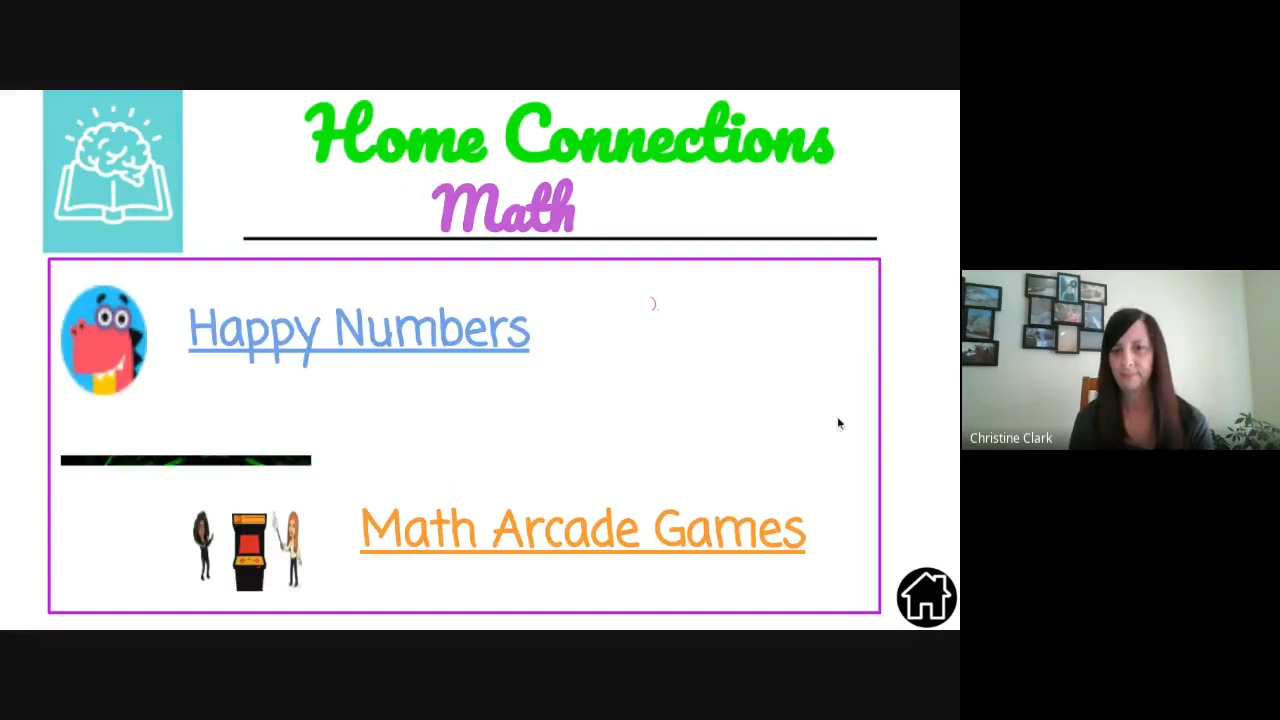 Home Connections
Math
Happy Numbers
).
Math Arcade Games
Christine Clark